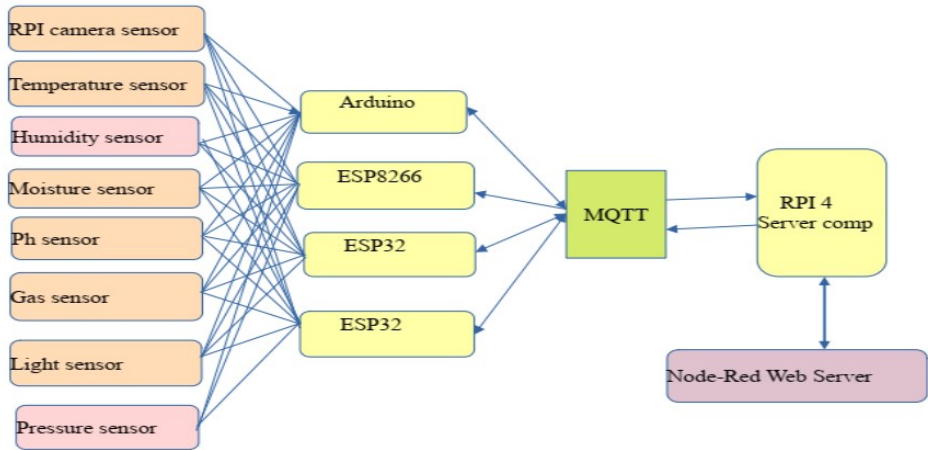 RPI camera sensor
Temperature sensor
Humidity sensor
Moisture sensor
Ph sensor
Gas sensor
Light sensor
Pressure sensor
Arduino
ESP8266
ESP32
ESP32
MQTT
RPI 4
Server comp
Node-Red Web Server